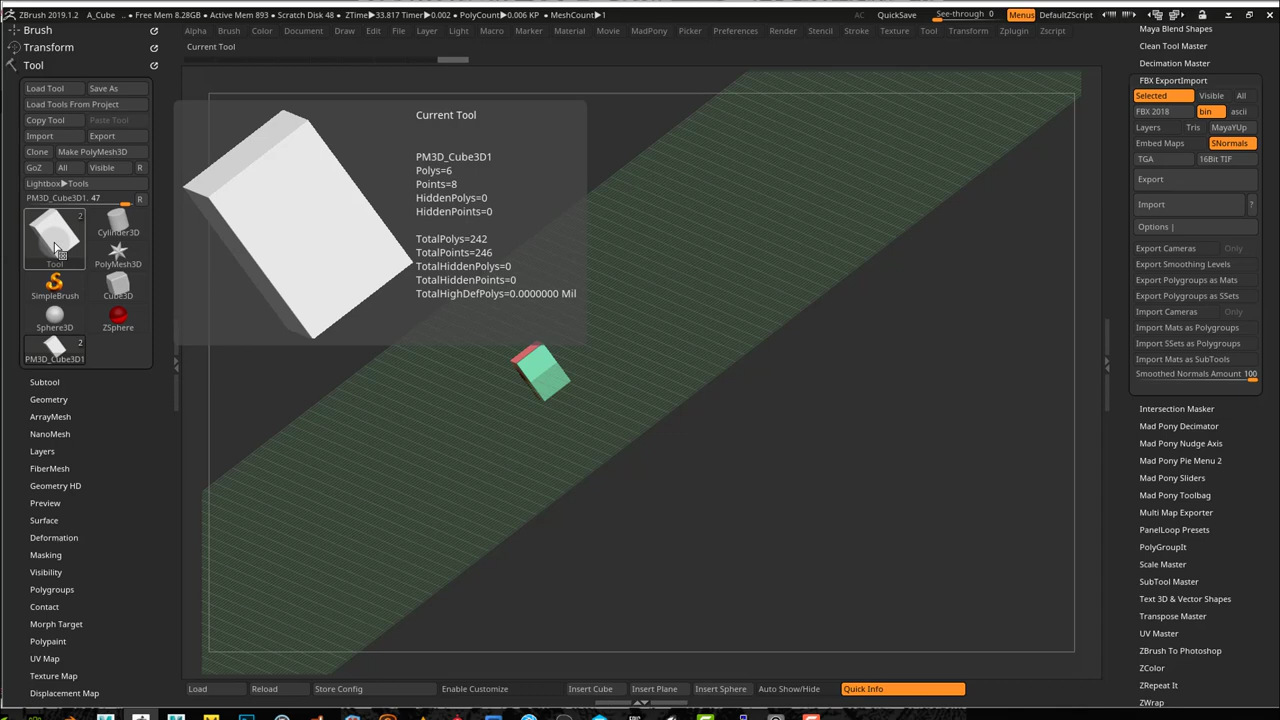 ZBrush 2019.1.2 A_Cube .. ● Free Mem 8.28GB ● Active Mem 893 ● Scratch Disk 48 ● ZTime▶33.817 Timer▶0.002 ● PolyCount▶0.006 KP ● MeshCount▶1 AC QuickSave See-through 0 Menus DefaultZScript
Alpha Brush Color Document Draw Edit File Layer Light Macro Marker Material Movie MadPony Picker Preferences Render Stencil Stroke Texture Tool Transform Zplugin Zscript
Current Tool
Brush
Transform
Tool
Load Tool Save As
Load Tools From Project
Copy Tool Paste Tool
Import Export
Clone Make PolyMesh3D
GoZ All Visible R
Lightbox▶Tools
PM3D_Cube3D1. 47 R
2
Tool
Cylinder3D
PolyMesh3D
SimpleBrush
Cube3D
Sphere3D
ZSphere
2
PM3D_Cube3D1
Subtool
Geometry
ArrayMesh
NanoMesh
Layers
FiberMesh
Geometry HD
Preview
Surface
Deformation
Masking
Visibility
Polygroups
Contact
Morph Target
Polypaint
UV Map
Texture Map
Displacement Map
Current Tool
PM3D_Cube3D1
Polys=6
Points=8
HiddenPolys=0
HiddenPoints=0
TotalPolys=242
TotalPoints=246
TotalHiddenPolys=0
TotalHiddenPoints=0
TotalHighDefPolys=0.0000000 Mil
Load Reload Store Config Enable Customize Insert Cube Insert Plane Insert Sphere Auto Show/Hide Quick Info
Maya Blend Shapes
Clean Tool Master
Decimation Master
FBX ExportImport
Selected Visible All
FBX 2018 bin ascii
Layers Tris MayaYUp
Embed Maps SNormals
TGA 16Bit TIF
Export
Import ?
Options |
Export Cameras Only
Export Smoothing Levels
Export Polygroups as Mats
Export Polygroups as SSets
Import Cameras Only
Import Mats as Polygroups
Import SSets as Polygroups
Import Mats as SubTools
Smoothed Normals Amount 100
Intersection Masker
Mad Pony Decimator
Mad Pony Nudge Axis
Mad Pony Pie Menu 2
Mad Pony Sliders
Mad Pony Toolbag
Multi Map Exporter
PanelLoop Presets
PolyGroupIt
Scale Master
SubTool Master
Text 3D & Vector Shapes
Transpose Master
UV Master
ZBrush To Photoshop
ZColor
ZRepeat It
ZWrap